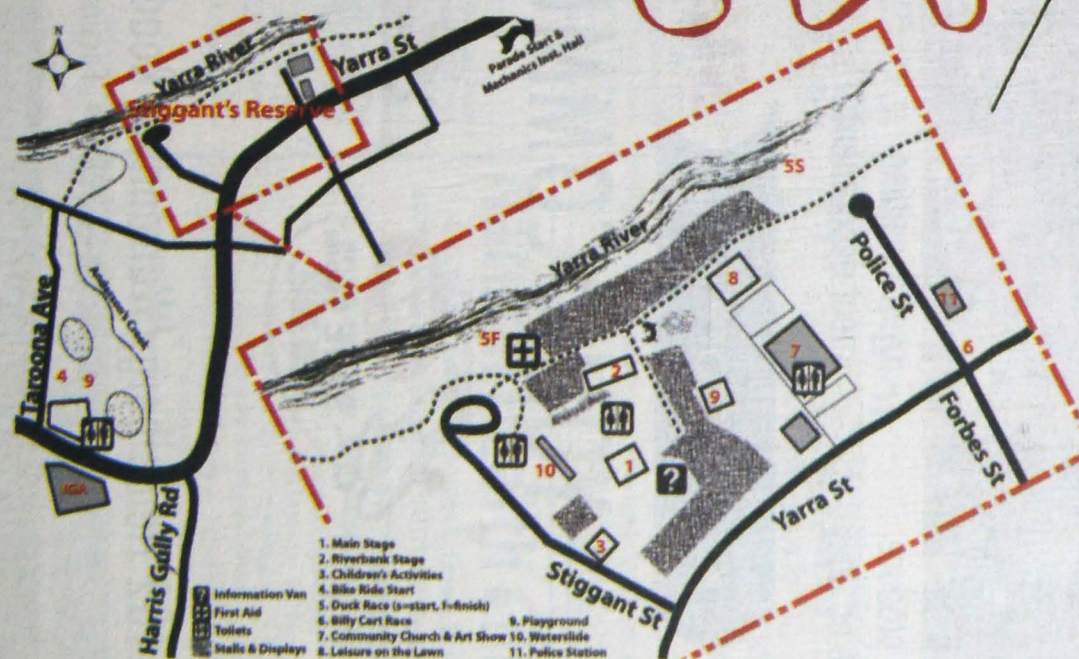 N
Yarra River
Yarra St
Parade Start &
Mechanics Inst. Hall
Stiggant's Reserve
5S
Yarra River
8
Police St
11
Taroona Ave
Anderson's Creek
5F
7
6
2
4 9
9
Forbes St
10
1
?
IGA
Yarra St
3
Harris Gully Rd
Stiggant St
Information Van
First Aid
Toilets
Stalls & Displays
1. Main Stage
2. Riverbank Stage
3. Children's Activities
4. Bike Ride Start
5. Duck Race (s=start, f=finish)
6. Billy Cart Race
7. Community Church & Art Show
8. Leisure on the Lawn
9. Playground
10. Waterslide
11. Police Station